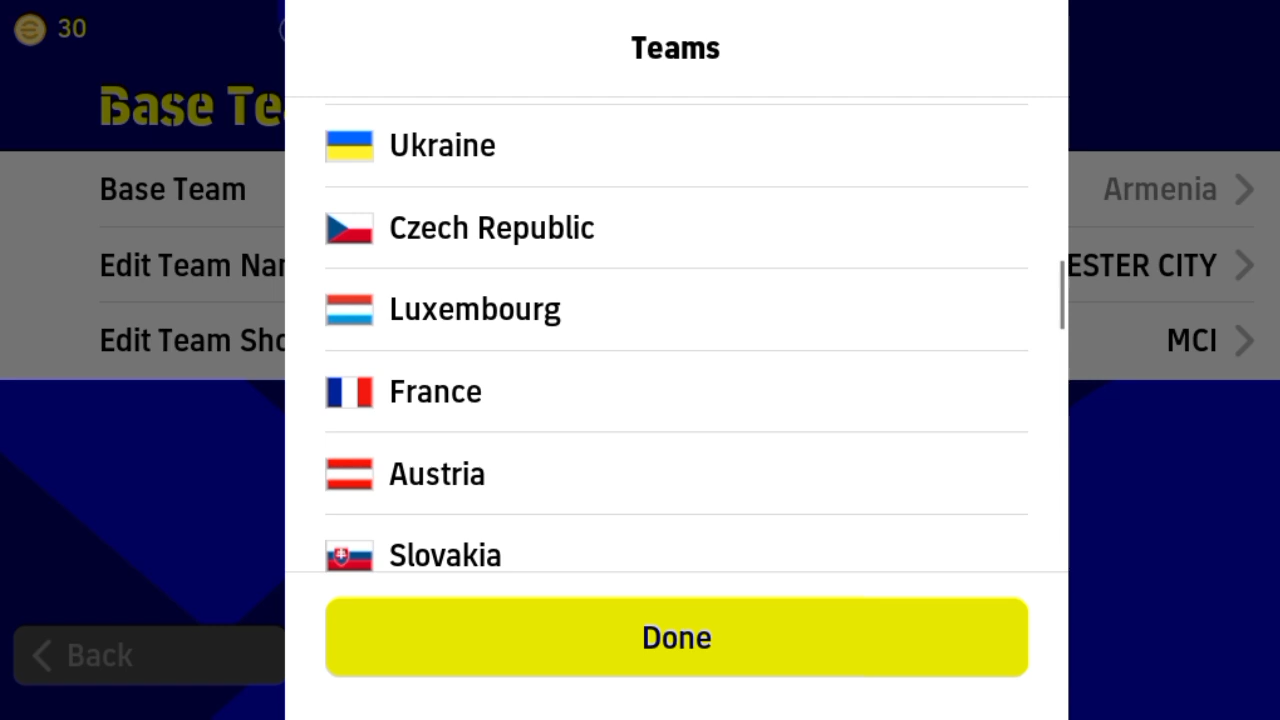 30
Teams
Base Te
Ukraine
Base Team
Armenia
Czech Republic
Edit Team Nar
ESTER CITY
Luxembourg
Edit Team Sho
MCI
France
Austria
Slovakia
Done
Back